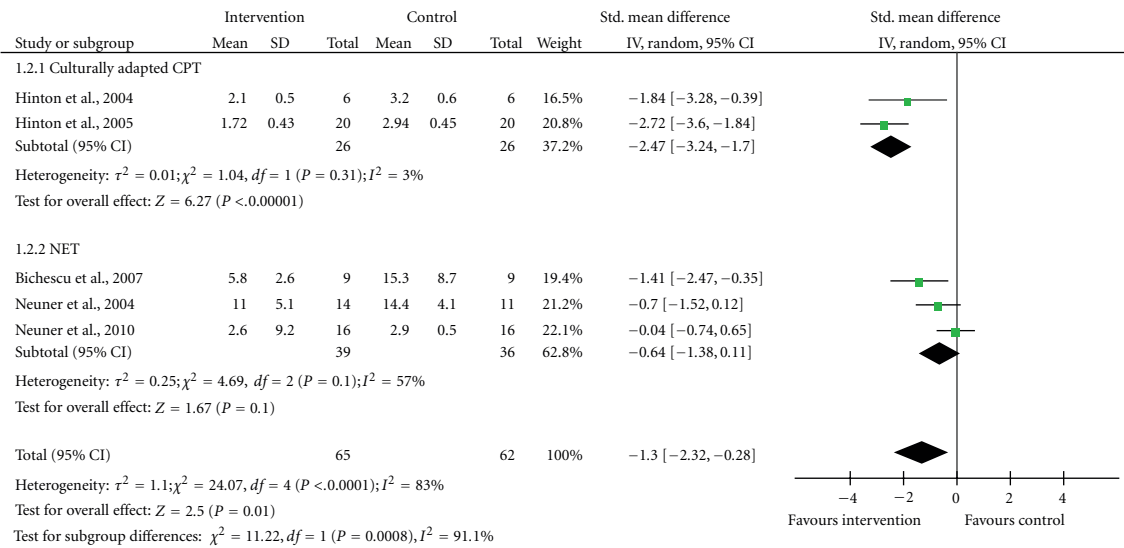 Intervention Control Std. mean difference Std. mean difference
Study or subgroup Mean SD Total Mean SD Total Weight IV, random, 95% CI IV, random, 95% CI
1.2.1 Culturally adapted CPT
Hinton et al., 2004 2.1 0.5 6 3.2 0.6 6 16.5% −1.84 [−3.28, −0.39]
Hinton et al., 2005 1.72 0.43 20 2.94 0.45 20 20.8% −2.72 [−3.6, −1.84]
Subtotal (95% CI) 26 26 37.2% −2.47 [−3.24, −1.7]
Heterogeneity: τ² = 0.01; χ² = 1.04, df = 1 (P = 0.31); I² = 3%
Test for overall effect: Z = 6.27 (P <.00001)
1.2.2 NET
Bichescu et al., 2007 5.8 2.6 9 15.3 8.7 9 19.4% −1.41 [−2.47, −0.35]
Neuner et al., 2004 11 5.1 14 14.4 4.1 11 21.2% −0.7 [−1.52, 0.12]
Neuner et al., 2010 2.6 9.2 16 2.9 0.5 16 22.1% −0.04 [−0.74, 0.65]
Subtotal (95% CI) 39 36 62.8% −0.64 [−1.38, 0.11]
Heterogeneity: τ² = 0.25; χ² = 4.69, df = 2 (P = 0.1); I² = 57%
Test for overall effect: Z = 1.67 (P = 0.1)
Total (95% CI) 65 62 100% −1.3 [−2.32, −0.28]
Heterogeneity: τ² = 1.1; χ² = 24.07, df = 4 (P <.0001); I² = 83%
Test for overall effect: Z = 2.5 (P = 0.01)
Test for subgroup differences: χ² = 11.22, df = 1 (P = 0.0008), I² = 91.1%
−4 −2 0 2 4
Favours intervention Favours control